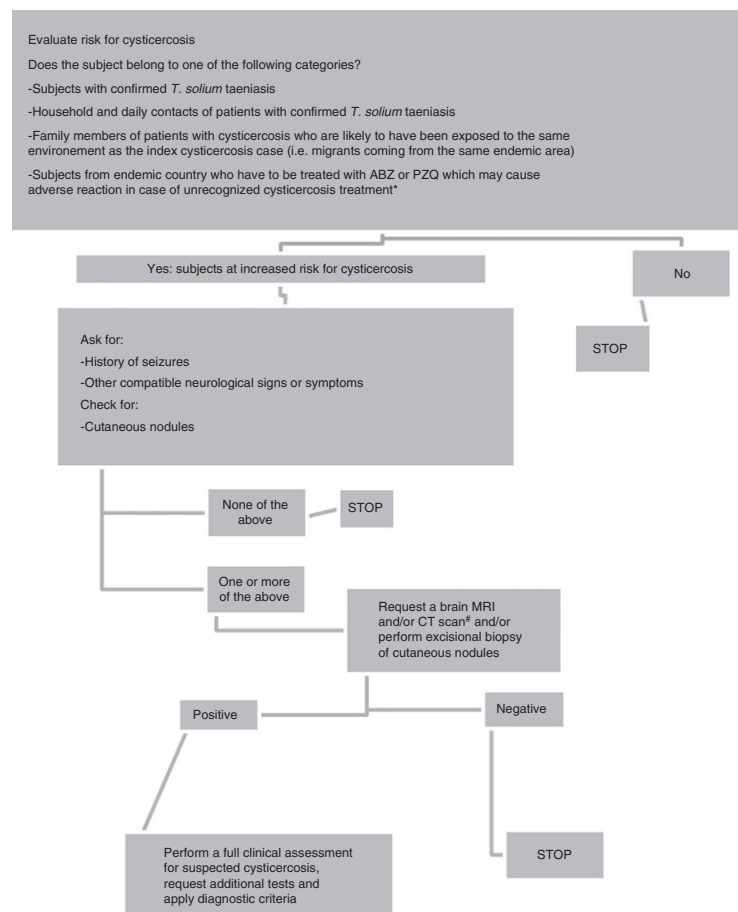 Evaluate risk for cysticercosis
Does the subject belong to one of the following categories?
-Subjects with confirmed T. solium taeniasis
-Household and daily contacts of patients with confirmed T. solium taeniasis
-Family members of patients with cysticercosis who are likely to have been exposed to the same
environement as the index cysticercosis case (i.e. migrants coming from the same endemic area)
-Subjects from endemic country who have to be treated with ABZ or PZQ which may cause
adverse reaction in case of unrecognized cysticercosis treatment*
Yes: subjects at increased risk for cysticercosis
No
STOP
Ask for:
-History of seizures
-Other compatible neurological signs or symptoms
Check for:
-Cutaneous nodules
None of the
above
STOP
One or more
of the above
Request a brain MRI
and/or CT scan# and/or
perform excisional biopsy
of cutaneous nodules
Positive
Negative
Perform a full clinical assessment
for suspected cysticercosis,
request additional tests and
apply diagnostic criteria
STOP